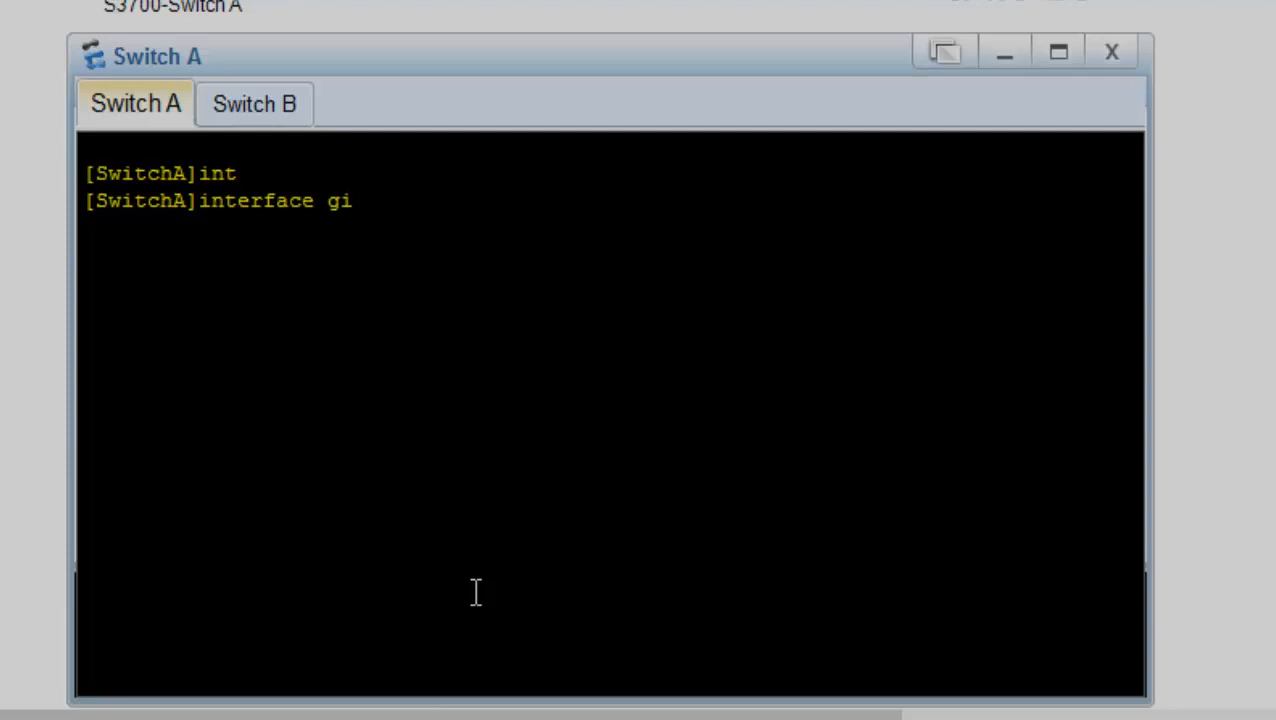 S3700-Switch A
Switch A
Switch A
Switch B
[SwitchA]int
[SwitchA]interface gi